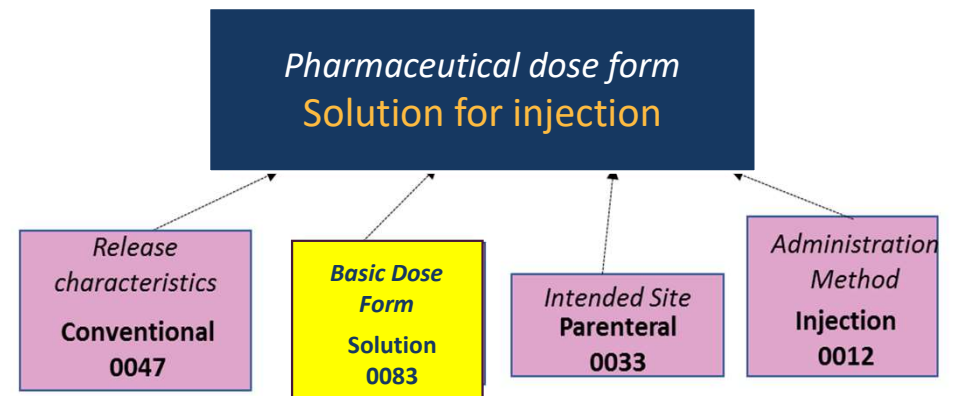 Pharmaceutical dose form
Solution for injection
Release
characteristics
Conventional
0047
Basic Dose
Form
Solution
0083
Intended Site
Parenteral
0033
Administration
Method
Injection
0012